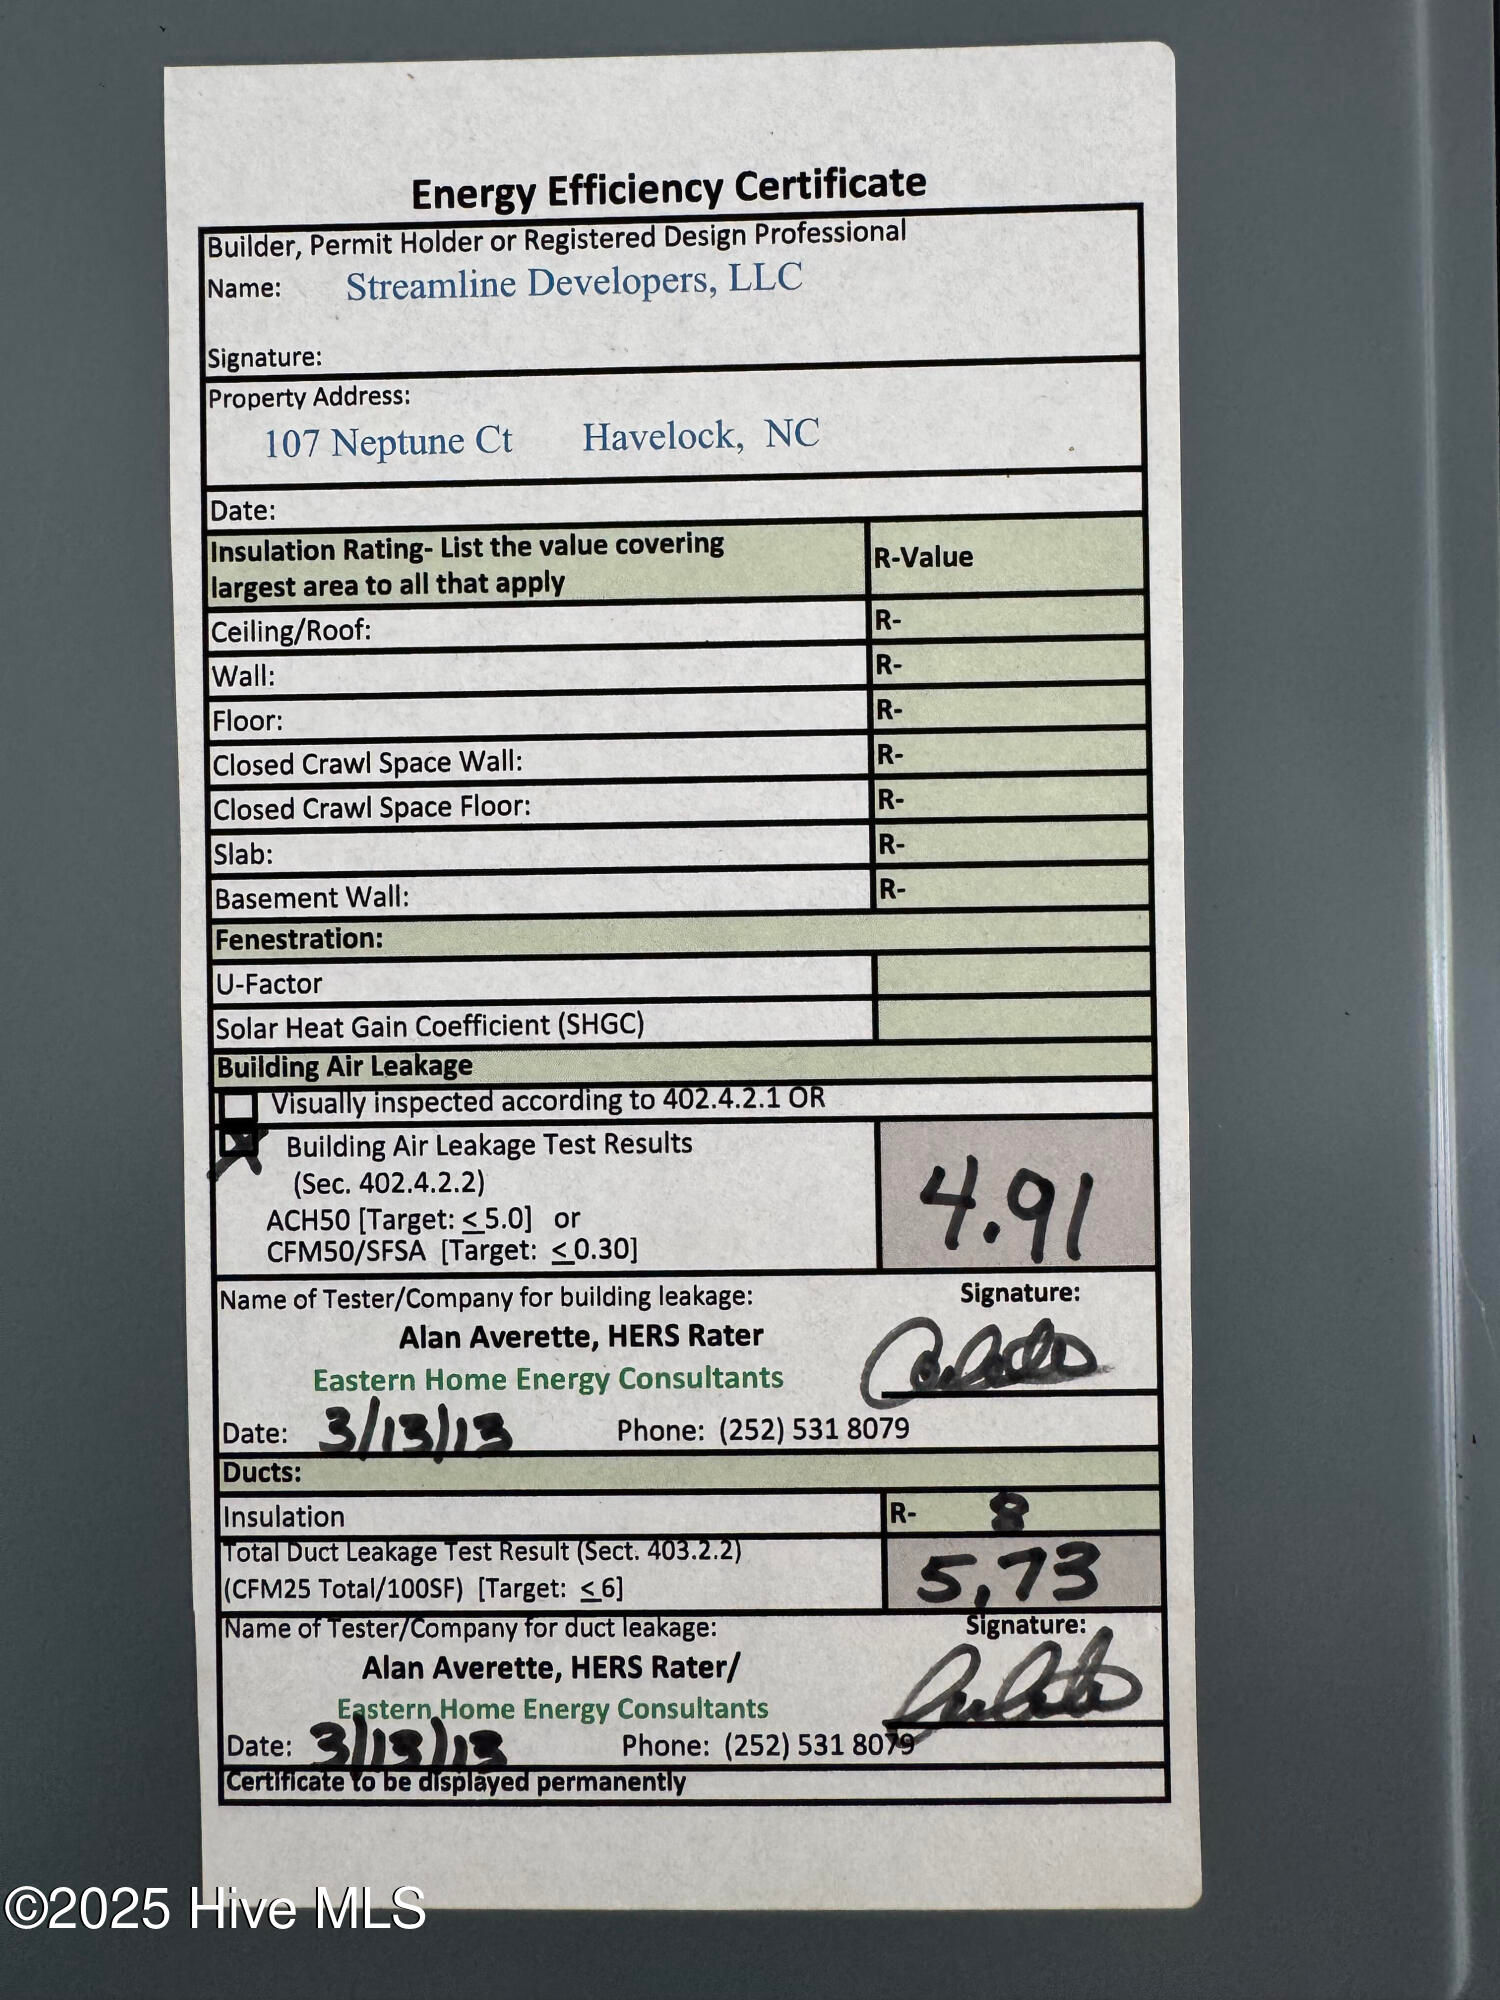 Energy Efficiency Certificate
Builder, Permit Holder or Registered Design Professional
Name: Streamline Developers, LLC
Signature:
Property Address:
107 Neptune Ct Havelock, NC
Date:
Insulation Rating- List the value covering
largest area to all that apply
R-Value
Ceiling/Roof: R-
Wall: R-
Floor: R-
Closed Crawl Space Wall: R-
Closed Crawl Space Floor: R-
Slab: R-
Basement Wall: R-
Fenestration:
U-Factor
Solar Heat Gain Coefficient (SHGC)
Building Air Leakage
Visually inspected according to 402.4.2.1 OR
Building Air Leakage Test Results
(Sec. 402.4.2.2)
ACH50 [Target: ≤ 5.0] or
CFM50/SFSA [Target: ≤ 0.30]
4.91
Name of Tester/Company for building leakage: Signature:
Alan Averette, HERS Rater
Eastern Home Energy Consultants
Date: 3/13/13 Phone: (252) 531 8079
Ducts:
Insulation R- 8
Total Duct Leakage Test Result (Sect. 403.2.2)
(CFM25 Total/100SF) [Target: ≤ 6]
5.73
Name of Tester/Company for duct leakage: Signature:
Alan Averette, HERS Rater/
Eastern Home Energy Consultants
Date: 3/13/13 Phone: (252) 531 8079
Certificate to be displayed permanently
©2025 Hive MLS